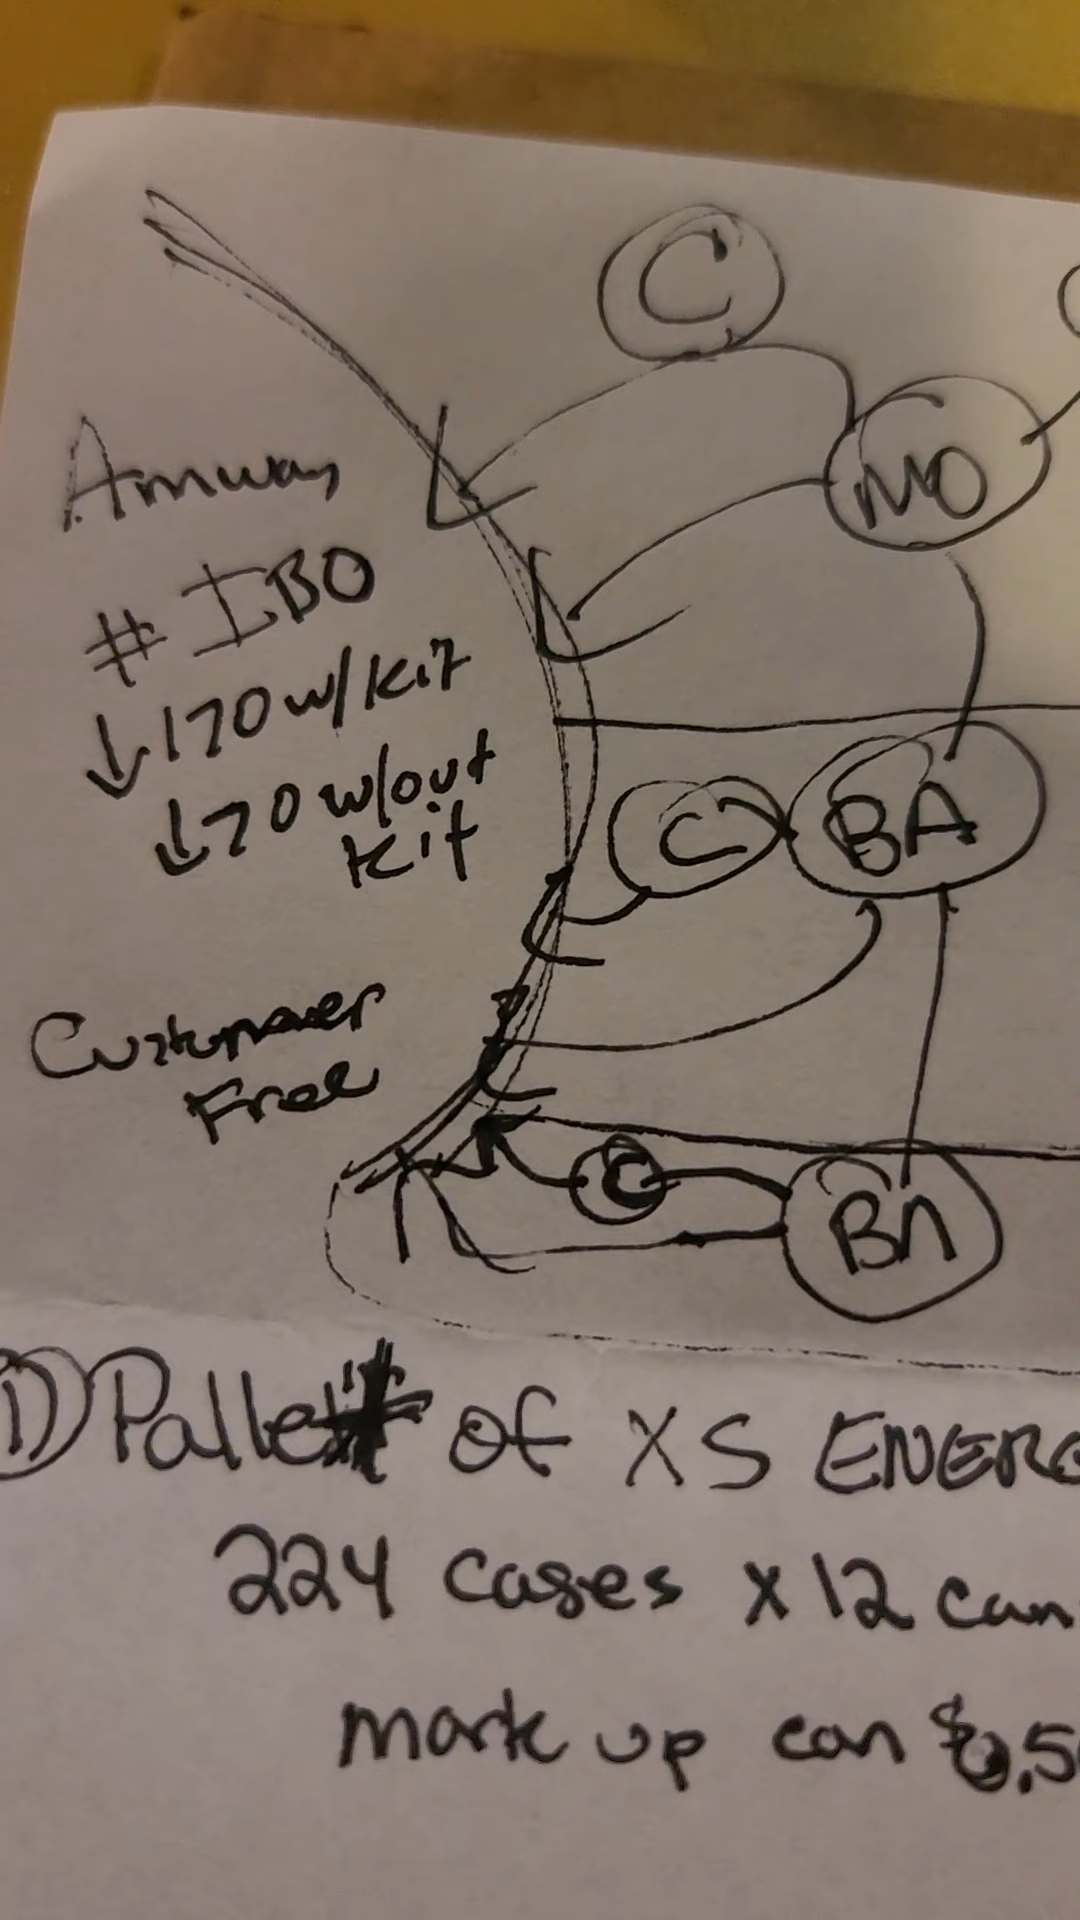 C
MO
Amway
# IBO
↓170 w/Kit
↓70 w/out
Kit
C
BA
Customer
Free
C
BA
1) Pallet of XS ENERG
224 cases x 12 can
mark up can $0.5